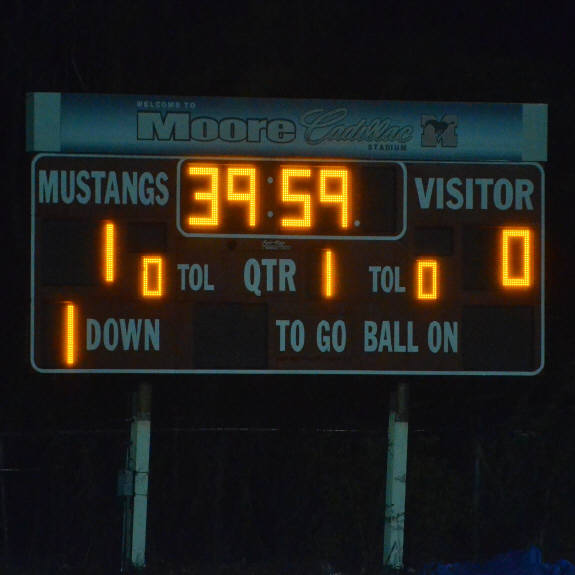 WELCOME TO
Moore Cadillac
STADIUM
MUSTANGS 39:59 VISITOR
1 0 TOL QTR 1 TOL 0 0
1 DOWN TO GO BALL ON